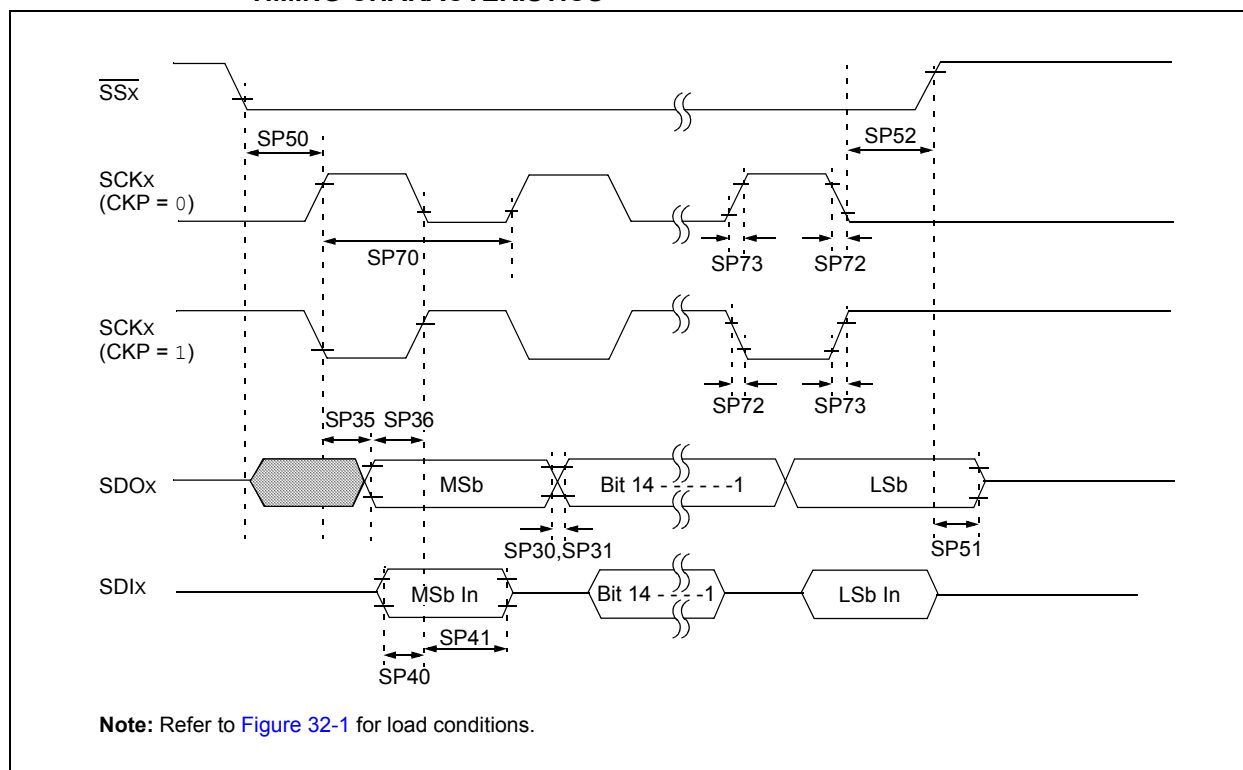 SSx
SP50
SP52
SCKx
(CKP = 0)
SP70
SP73
SP72
SCKx
(CKP = 1)
SP72
SP73
SP35
SP36
SDOx
MSb
Bit 14 - - - - - - -1
LSb
SP30,SP31
SP51
SDIx
MSb In
Bit 14 - - - -1
LSb In
SP41
SP40
Note: Refer to Figure 32-1 for load conditions.